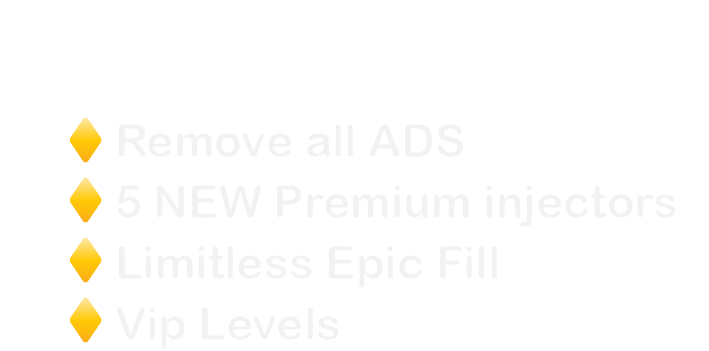 Remove all ADS
5 NEW Premium injectors
Limitless Epic Fill
Vip Levels